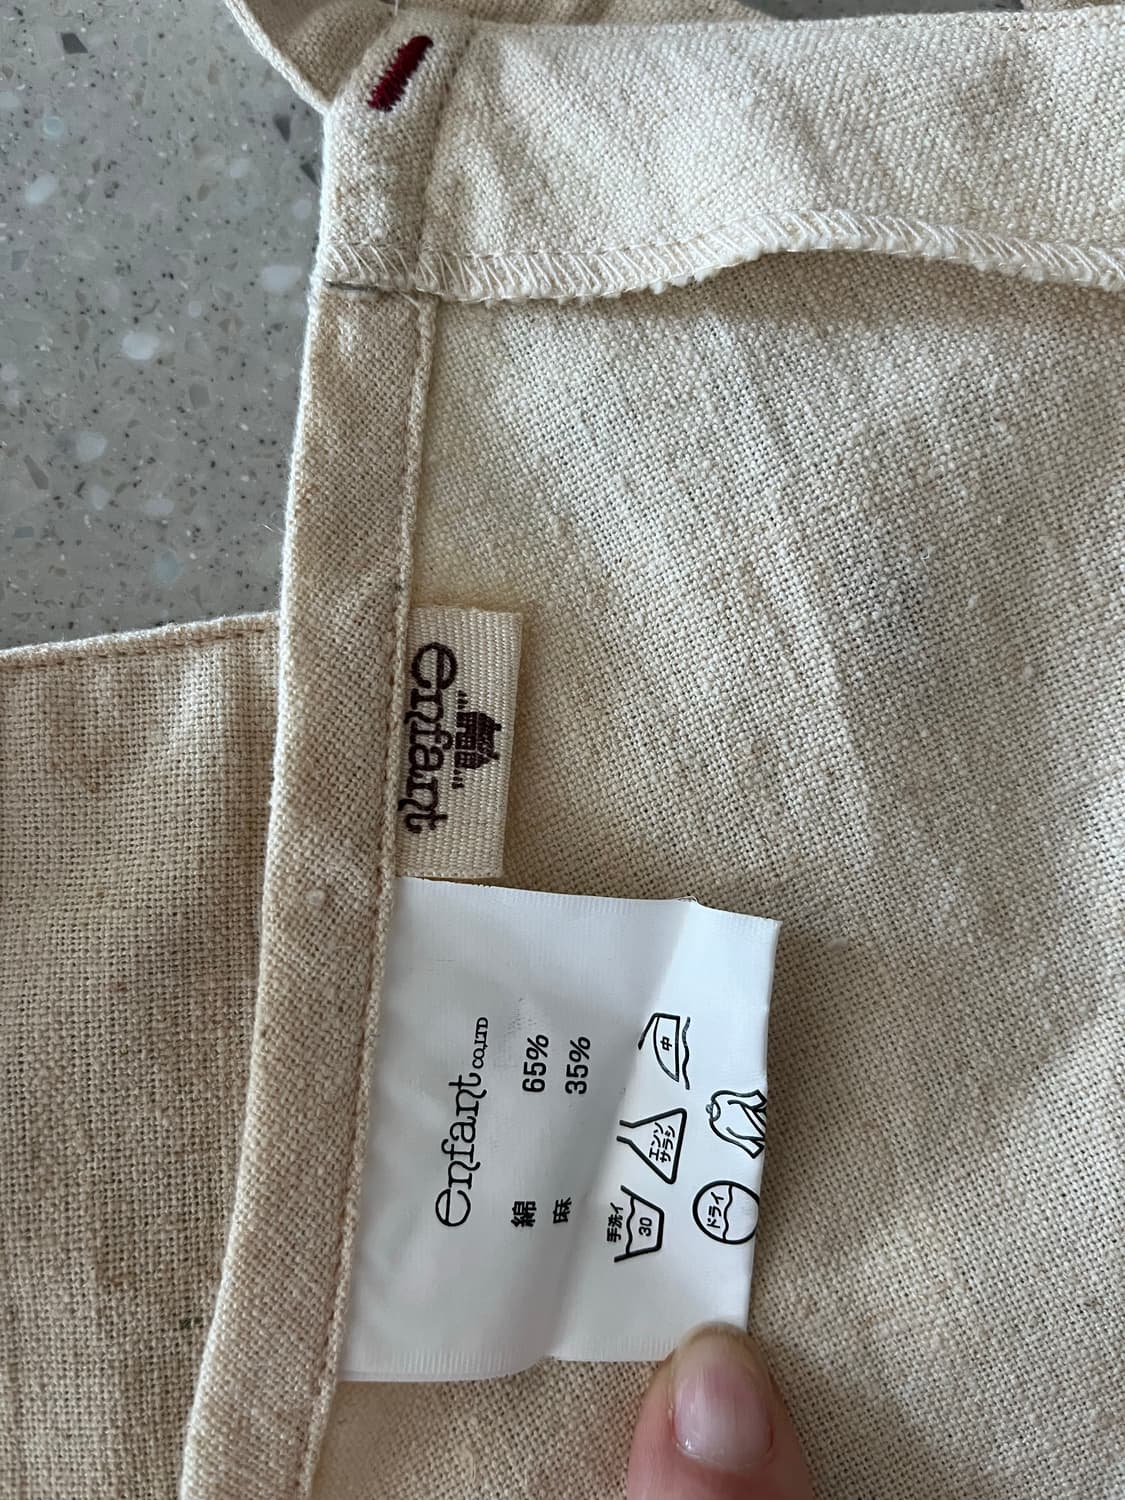 enfant
enfant CO.,LTD
綿 65%
麻 35%
手洗イ
30
エンソ
サラシ
中
ドライ